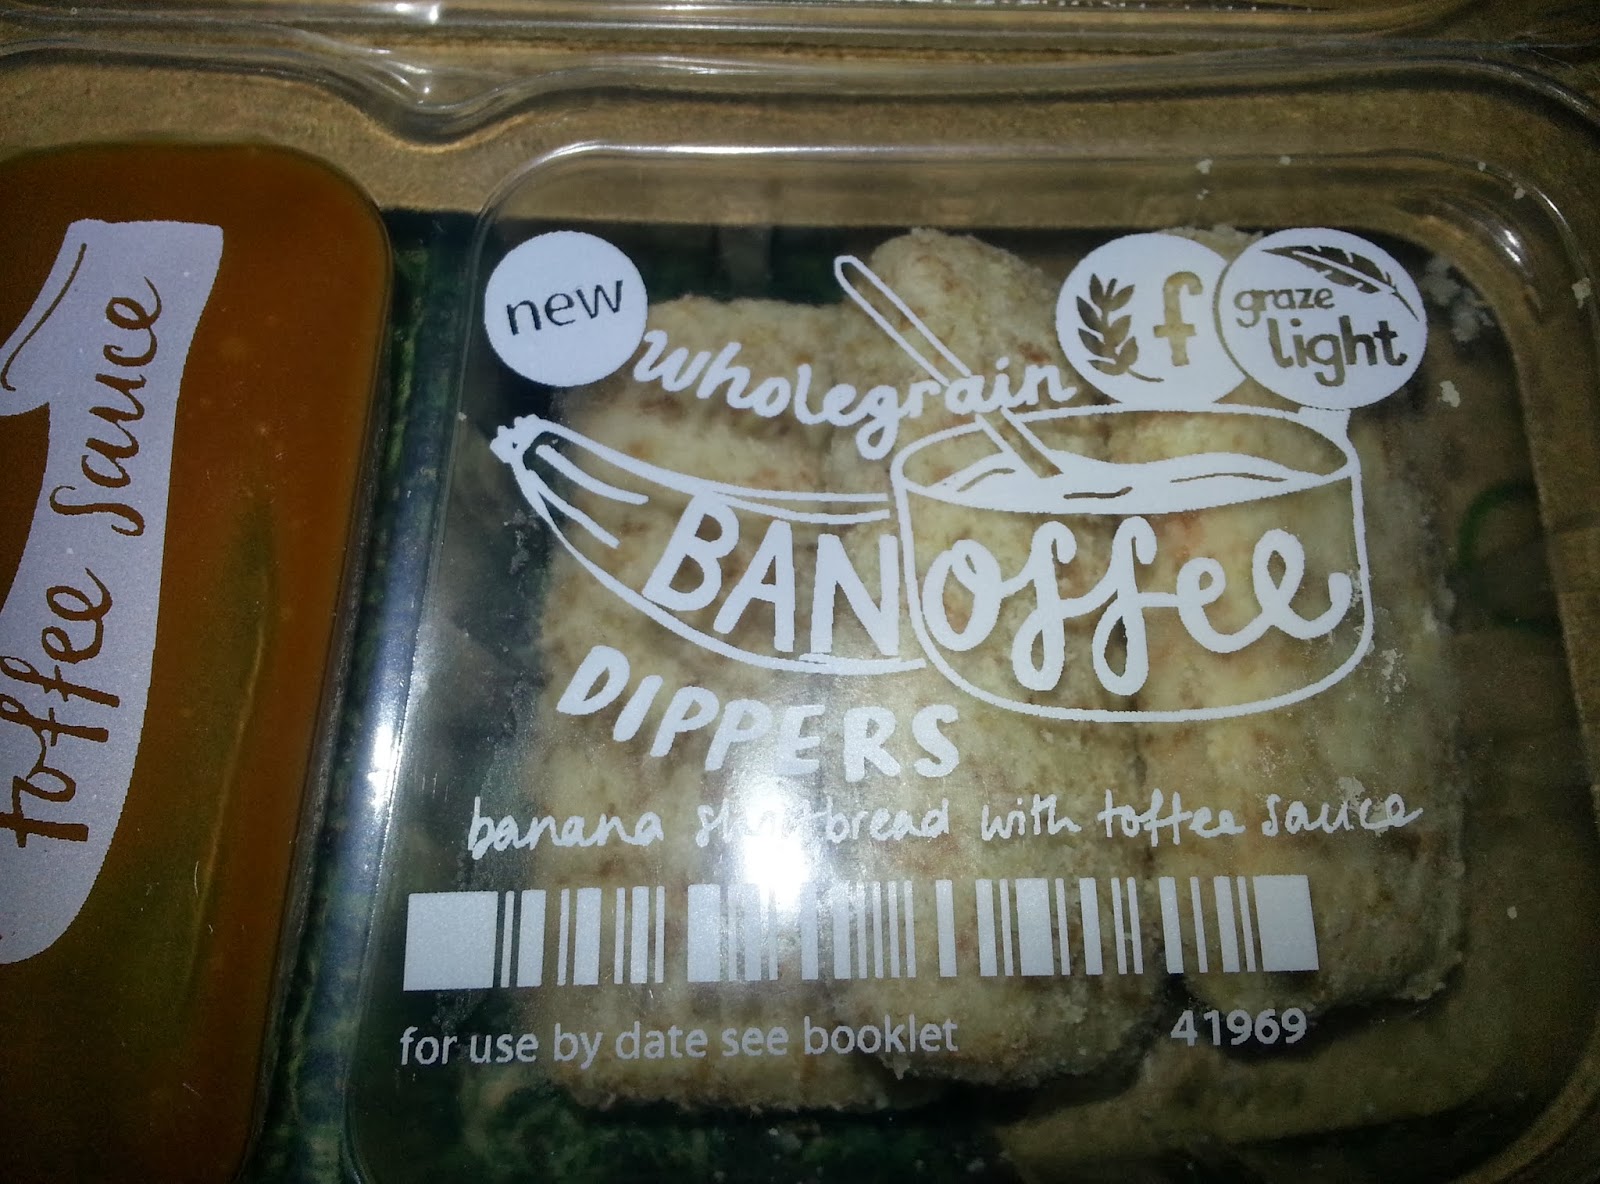 toffee sauce
new
wholegrain
f
graze
light
BANoffee
DIPPERS
banana shortbread with toffee sauce
for use by date see booklet
41969